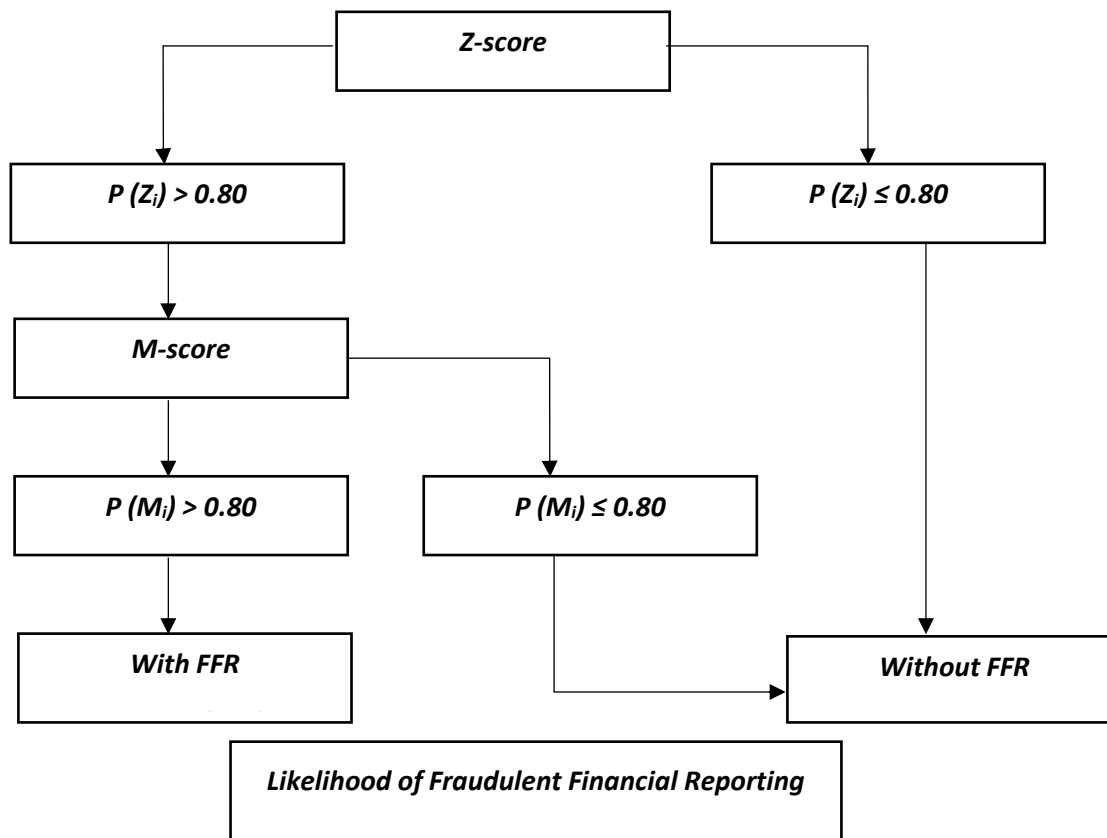 Z-score
P (Zi) > 0.80
P (Zi) ≤ 0.80
M-score
P (Mi) > 0.80
P (Mi) ≤ 0.80
With FFR
Without FFR
Likelihood of Fraudulent Financial Reporting